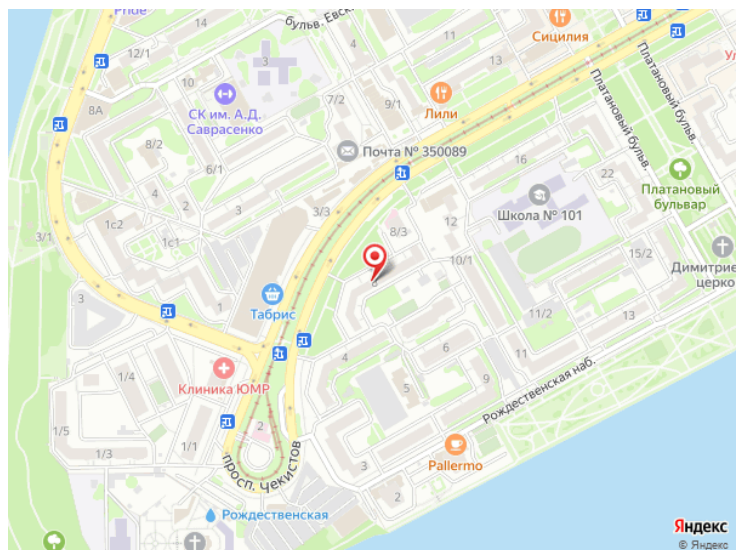 Pride
бульв. Евск
12/1
10
3
11
13
Сицилия
Платановый бульв.
8А
СК им. А.Д.
Саврасенко
7/2
9/1
Лили
8/2
6/1
Почта № 350089
4
2
3
1с2
1с1
3/3
16
22
Платановый бульв.
Платановый
бульвар
Школа № 101
12
8/3
3/1
10/1
15/2
Димитрие
церко
3
1
Табрис
11/2
13
4
6
11
Клиника ЮМР
1/4
5
9
Рождественская наб.
2
1/5
1/1
1/3
просп. Чекистов
3
Pallermo
2
Рождественская
Яндекс
© Яндекс